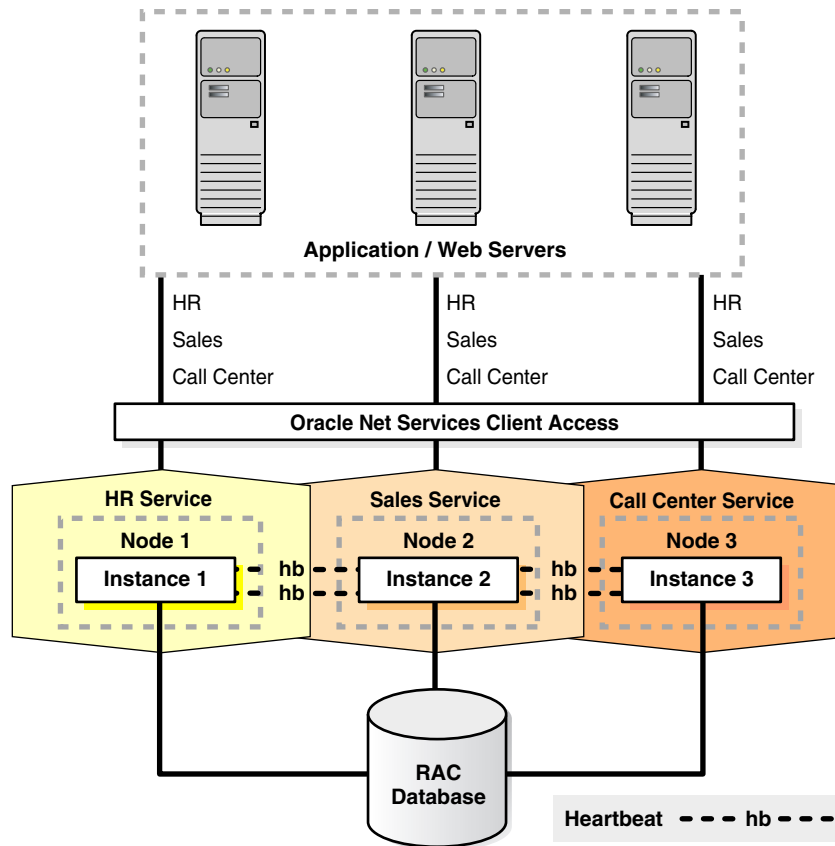 Application / Web Servers
HR
Sales
Call Center
HR
Sales
Call Center
HR
Sales
Call Center
Oracle Net Services Client Access
HR Service
Sales Service
Call Center Service
Node 1
Node 2
Node 3
Instance 1
hb
hb
Instance 2
hb
hb
Instance 3
RAC
Database
Heartbeat hb